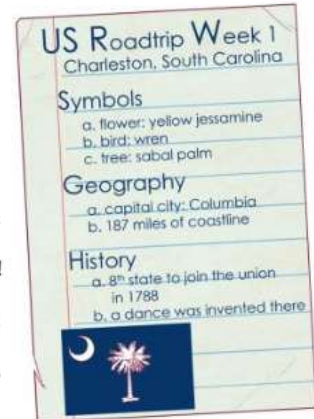 US Roadtrip Week 1
Charleston, South Carolina
Symbols
a. flower: yellow jessamine
b. bird: wren
c. tree: sabal palm
Geography
a. capital city: Columbia
b. 187 miles of coastline
History
a. 8th state to join the union
in 1788
b. a dance was invented there